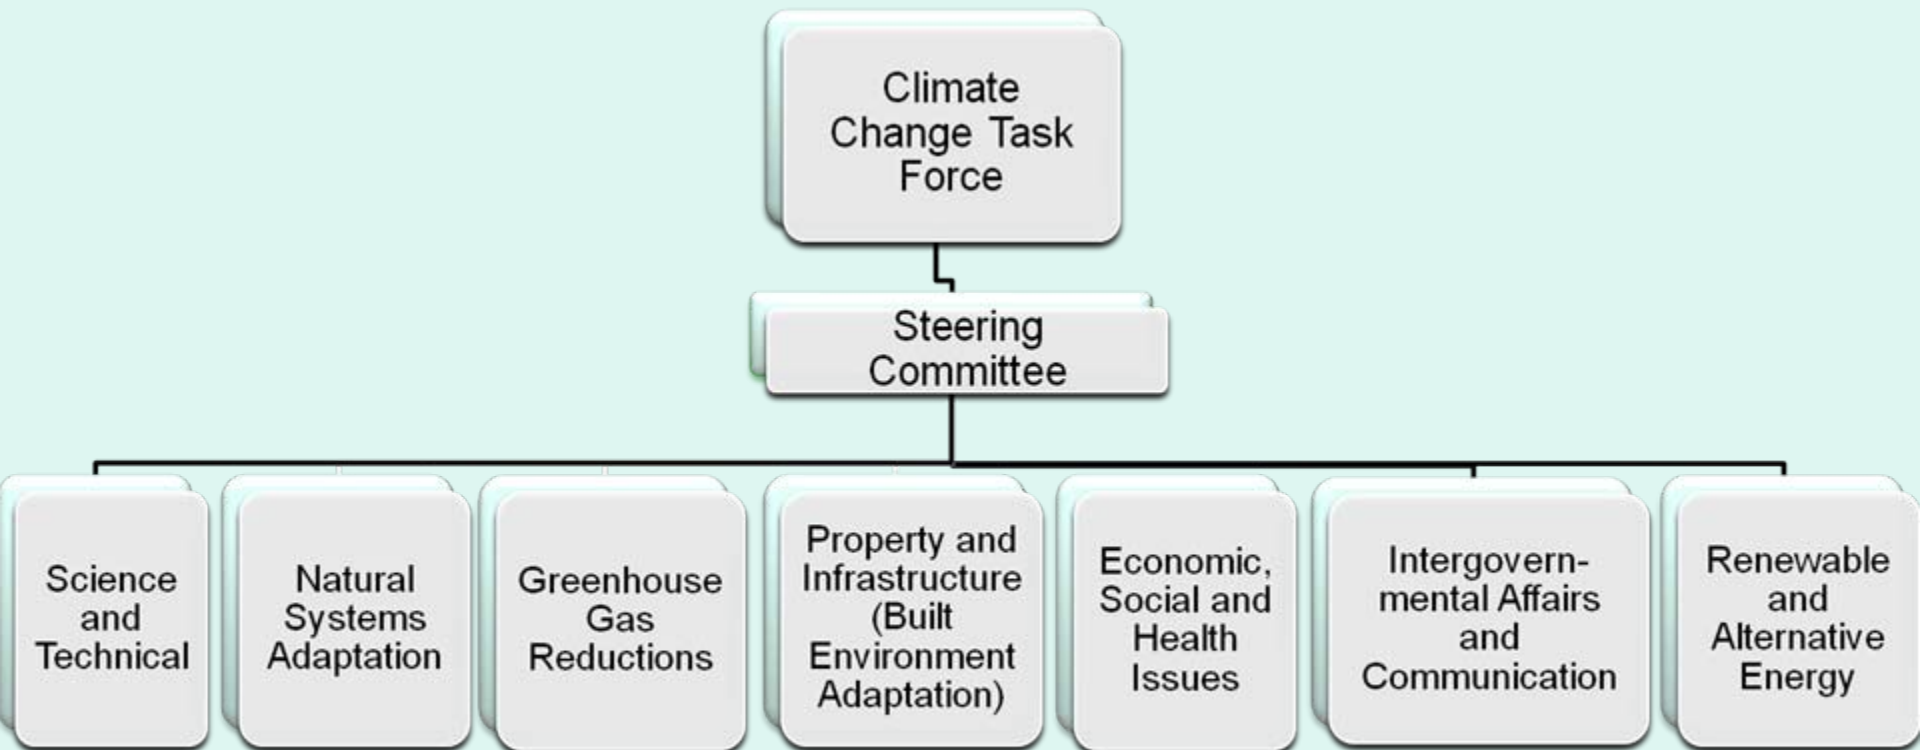 Climate
Change Task
Force
Steering
Committee
Science
and
Technical
Natural
Systems
Adaptation
Greenhouse
Gas
Reductions
Property and
Infrastructure
(Built
Environment
Adaptation)
Economic,
Social and
Health
Issues
Intergovern-
mental Affairs
and
Communication
Renewable
and
Alternative
Energy